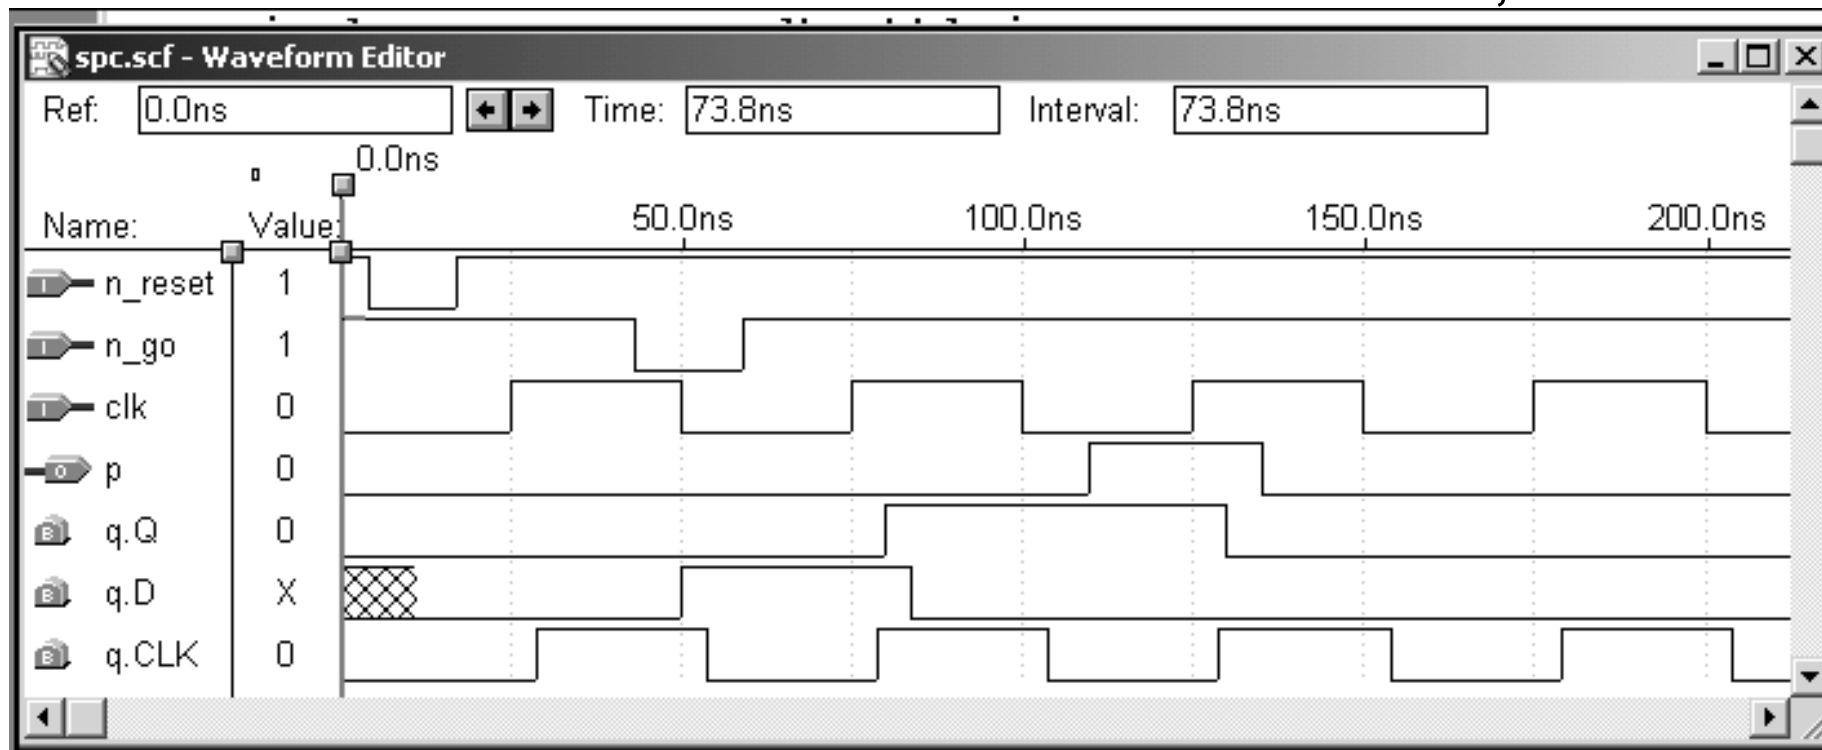 spc.scf - Waveform Editor
Ref: 0.0ns Time: 73.8ns Interval: 73.8ns
0.0ns
Name: Value: 50.0ns 100.0ns 150.0ns 200.0ns
I n_reset 1
I n_go 1
I clk 0
O p 0
B q.Q 0
B q.D X
B q.CLK 0